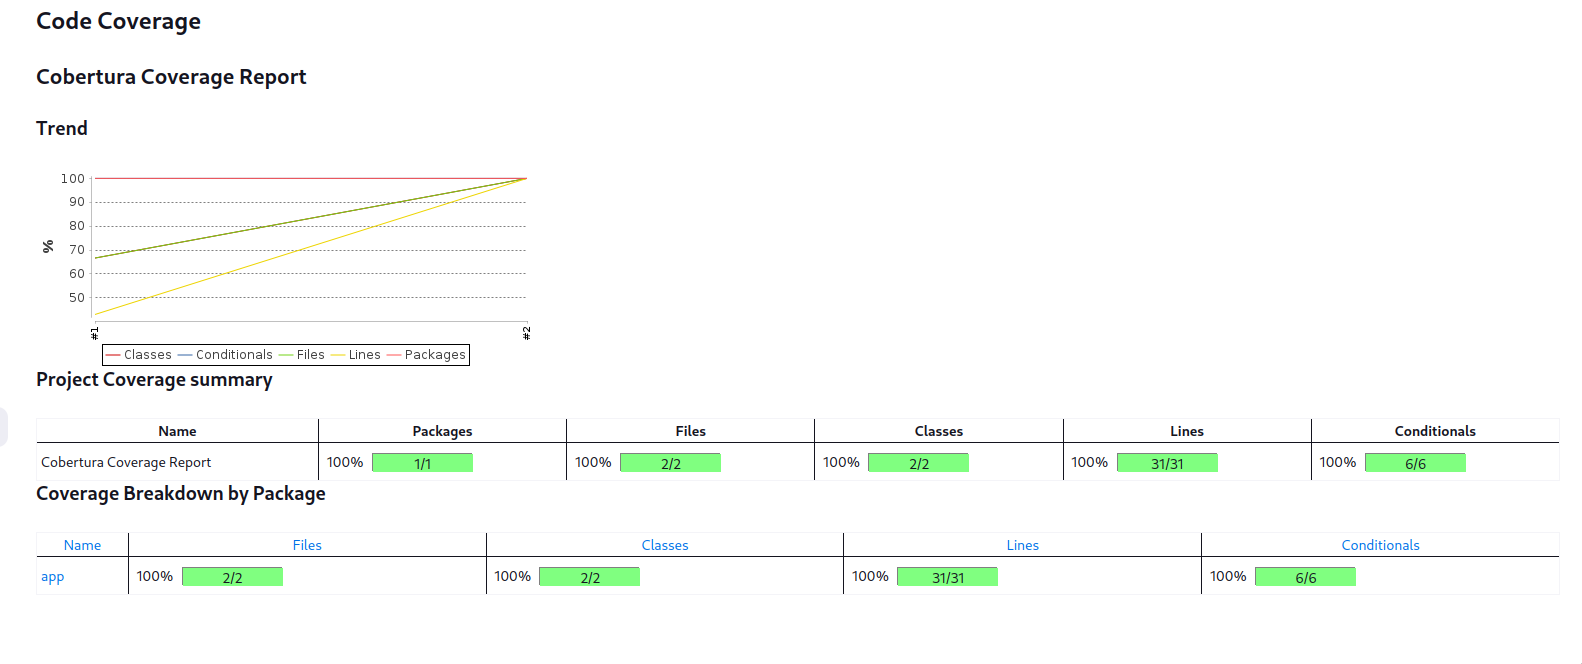 Code Coverage
Cobertura Coverage Report
Trend
100
90
80
70
60
50
%
#1 #2
Classes Conditionals Files Lines Packages
Project Coverage summary
Name Packages Files Classes Lines Conditionals
Cobertura Coverage Report 100% 1/1 100% 2/2 100% 2/2 100% 31/31 100% 6/6
Coverage Breakdown by Package
Name Files Classes Lines Conditionals
app 100% 2/2 100% 2/2 100% 31/31 100% 6/6